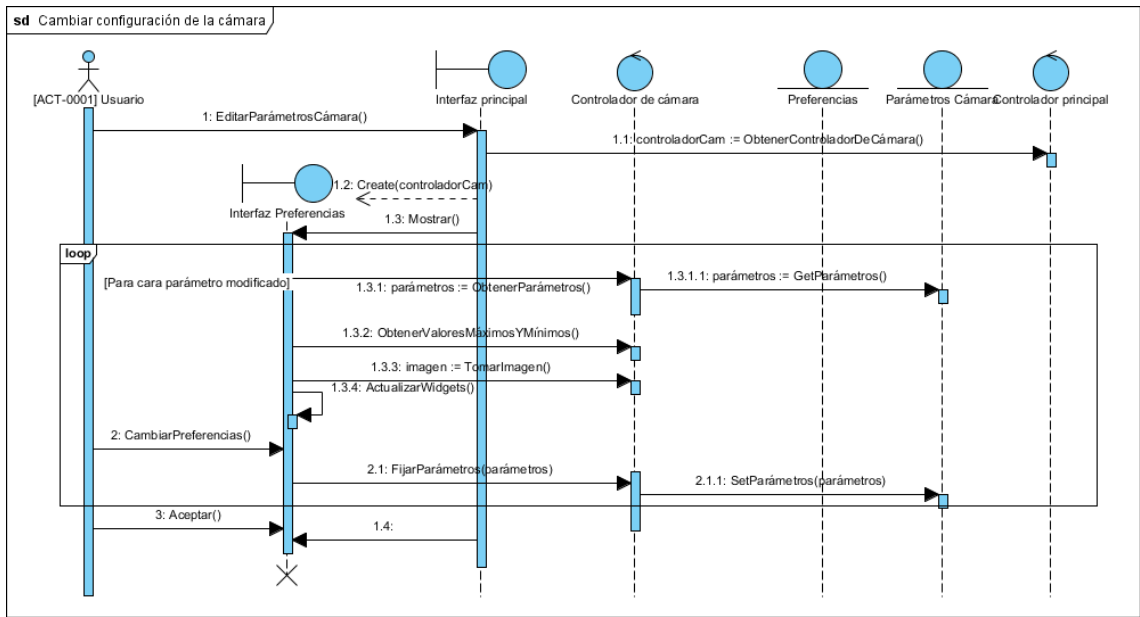 sd Cambiar configuración de la cámara
[ACT-0001] Usuario
Interfaz principal
Controlador de cámara
Preferencias
Parámetros Cámara
Controlador principal
1: EditarParámetrosCámara()
1.1: controladorCam := ObtenerControladorDeCámara()
1.2: Create(controladorCam)
Interfaz Preferencias
1.3: Mostrar()
loop
[Para cara parámetro modificado]
1.3.1: parámetros := ObtenerParámetros()
1.3.1.1: parámetros := GetParámetros()
1.3.2: ObtenerValoresMáximosYMínimos()
1.3.3: imagen := TomarImagen()
1.3.4: ActualizarWidgets()
2: CambiarPreferencias()
2.1: FijarParámetros(parámetros)
2.1.1: SetParámetros(parámetros)
3: Aceptar()
1.4: